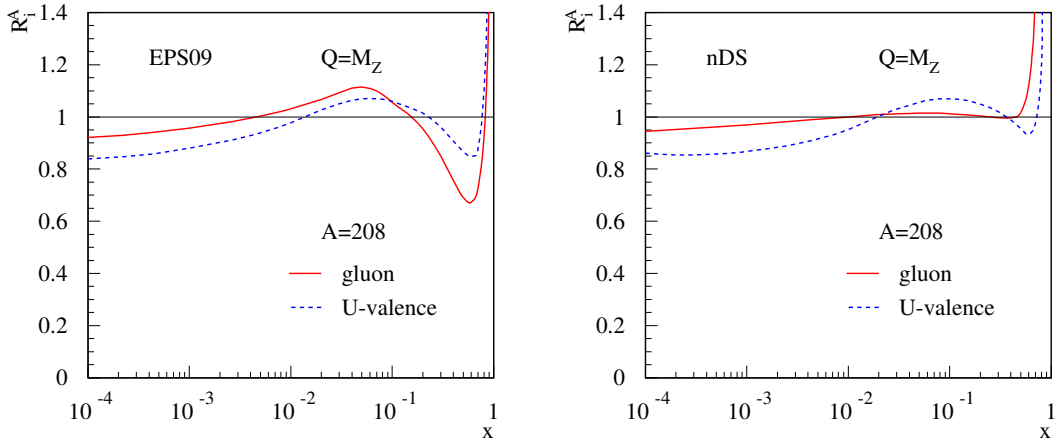 R_i^A
1.4
1.2
1
0.8
0.6
0.4
0.2
0
EPS09
Q=M_Z
A=208
gluon
U-valence
10^-4
10^-3
10^-2
10^-1
1
x
R_i^A
1.4
1.2
1
0.8
0.6
0.4
0.2
0
nDS
Q=M_Z
A=208
gluon
U-valence
10^-4
10^-3
10^-2
10^-1
1
x